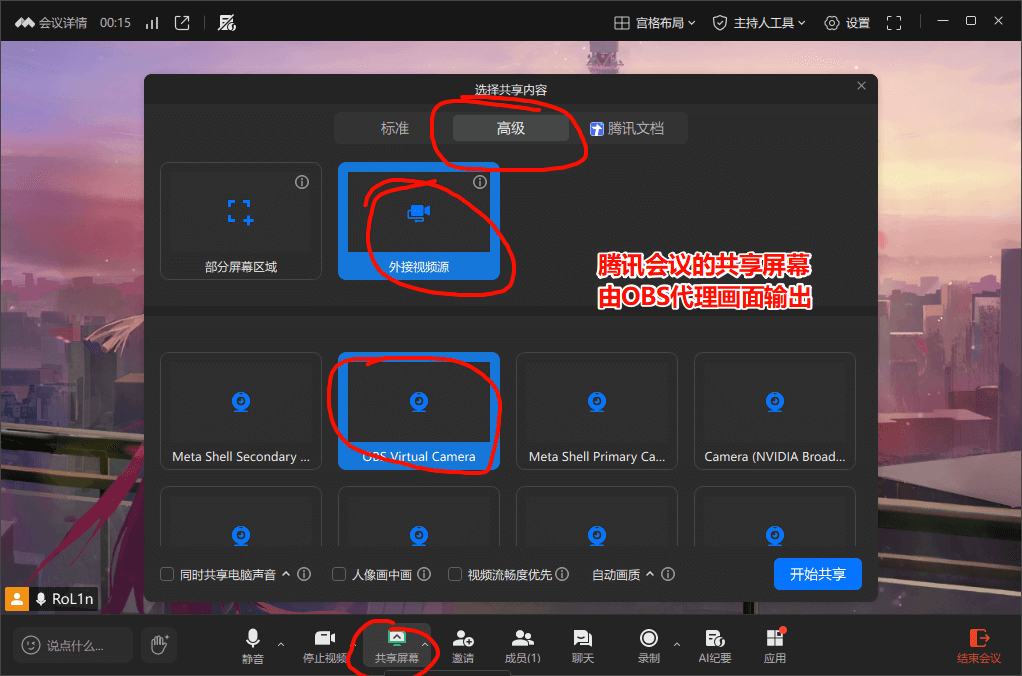 会议详情 00:15 宫格布局 主持人工具 设置
选择共享内容
标准 高级 腾讯文档
部分屏幕区域 外接视频源
腾讯会议的共享屏幕
由OBS代理画面输出
Meta Shell Secondary ... OBS Virtual Camera Meta Shell Primary Ca... Camera (NVIDIA Broad...
同时共享电脑声音 人像画中画 视频流畅度优先 自动画质 开始共享
RoL1n
说点什么... 静音 停止视频 共享屏幕 邀请 成员(1) 聊天 录制 AI纪要 应用 结束会议